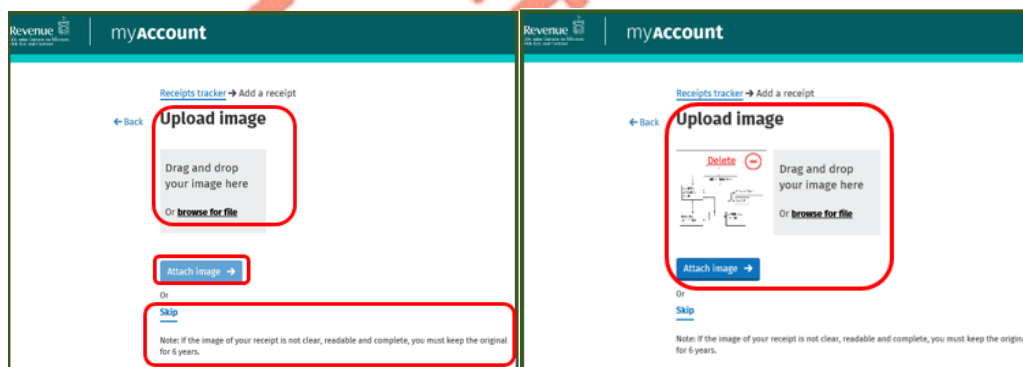 Revenue
myAccount
Receipts tracker → Add a receipt
← Back
Upload image
Drag and drop
your image here
Or browse for file
Attach image →
Or
Skip
Note: If the image of your receipt is not clear, readable and complete, you must keep the original
for 6 years.
Revenue
myAccount
Receipts tracker → Add a receipt
← Back
Upload image
Delete
Drag and drop
your image here
Or browse for file
Attach image →
Or
Skip
Note: If the image of your receipt is not clear, readable and complete, you must keep the origina
for 6 years.